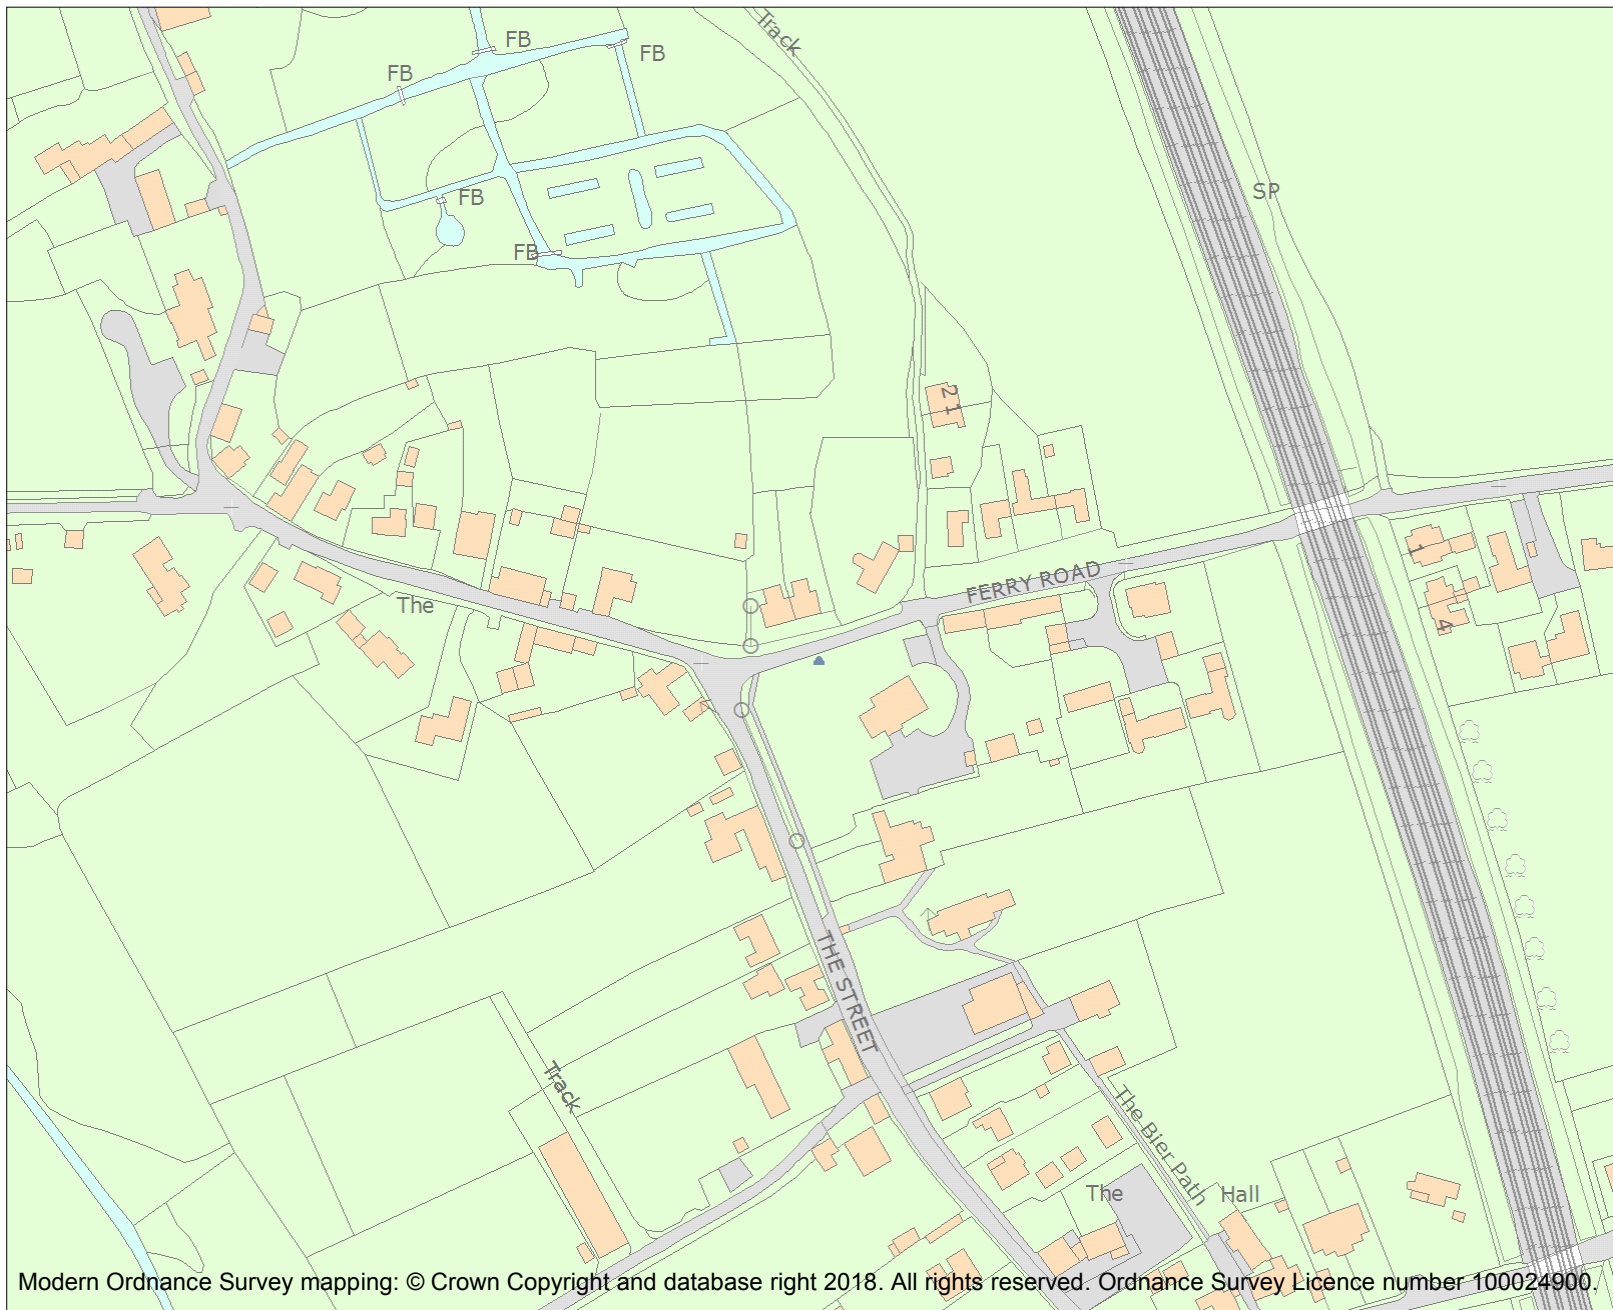 Track
FB
FB
FB
SP
FB
FB
2 1
FERRY ROAD
1
The
4
THE STREET
Track
The Bier Path
The
Hall
Modern Ordnance Survey mapping: © Crown Copyright and database right 2018. All rights reserved. Ordnance Survey Licence number 100024900.